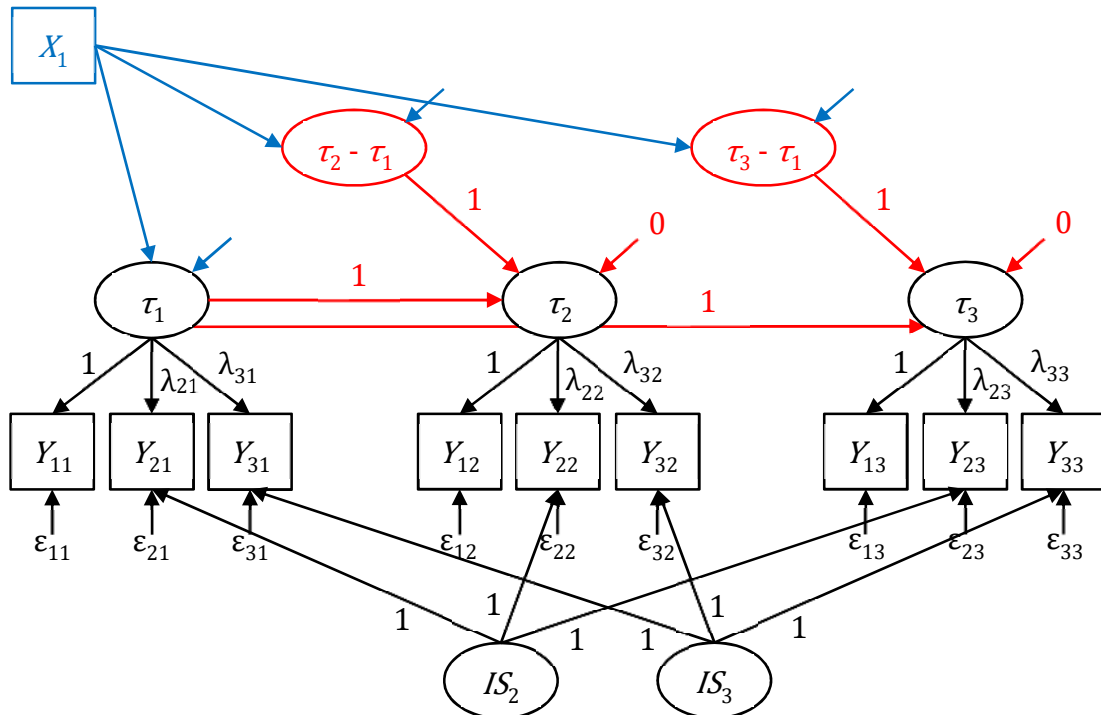 X₁
τ₂ - τ₁ τ₃ - τ₁
1 0 1 0
1 1
τ₁ τ₂ τ₃
1 λ₂₁ λ₃₁ 1 λ₂₂ λ₃₂ 1 λ₂₃ λ₃₃
Y₁₁ Y₂₁ Y₃₁ Y₁₂ Y₂₂ Y₃₂ Y₁₃ Y₂₃ Y₃₃
ε₁₁ ε₂₁ ε₃₁ ε₁₂ ε₂₂ ε₃₂ ε₁₃ ε₂₃ ε₃₃
1 1 1 1 1 1
IS₂ IS₃